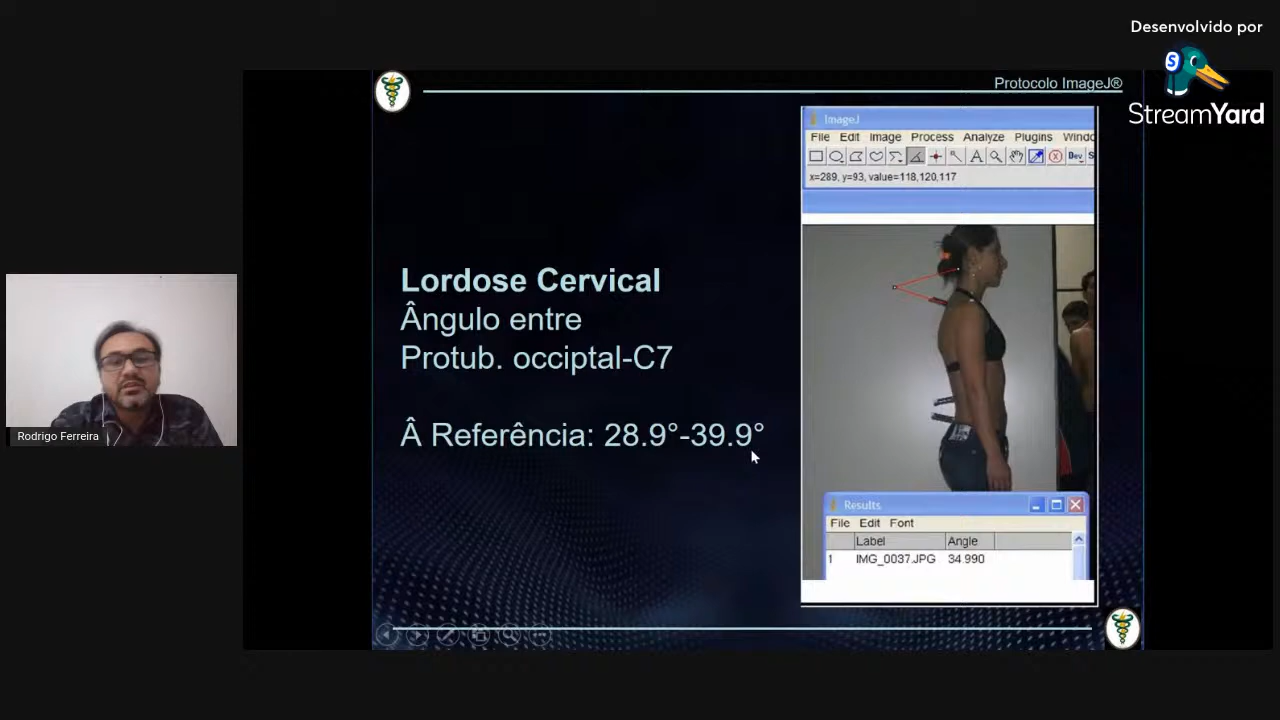 Desenvolvido por
S
StreamYard
Protocolo ImageJ®
ImageJ
File Edit Image Process Analyze Plugins Windo
A Dev S
x=289, y=93, value=118,120,117
Lordose Cervical
Ângulo entre
Protub. occiptal-C7
Â Referência: 28.9°-39.9°
Rodrigo Ferreira
Results
File Edit Font
Label Angle
1 IMG_0037.JPG 34.990